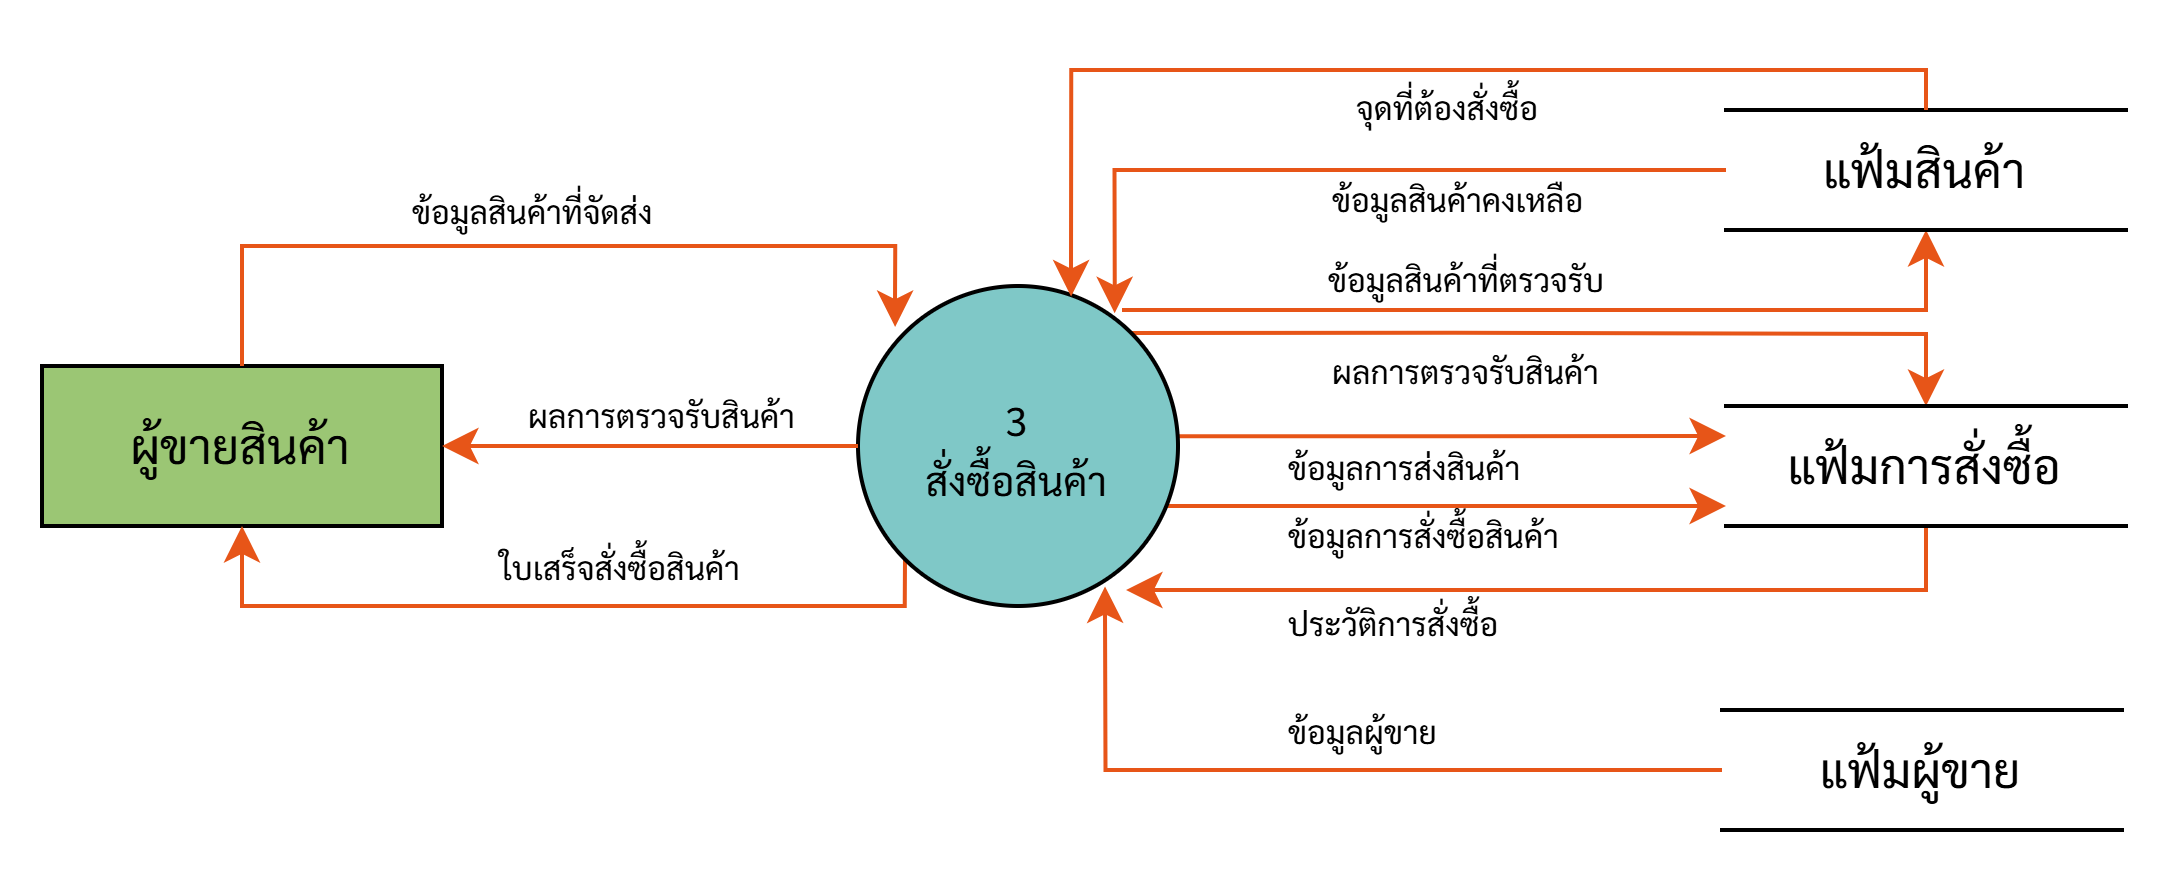 จุดที่ต้องสั่งซื้อ
แฟ้มสินค้า
ข้อมูลสินค้าคงเหลือ
ข้อมูลสินค้าที่จัดส่ง
ข้อมูลสินค้าที่ตรวจรับ
ผลการตรวจรับสินค้า
ผลการตรวจรับสินค้า
3
สั่งซื้อสินค้า
ผู้ขายสินค้า
แฟ้มการสั่งซื้อ
ข้อมูลการส่งสินค้า
ข้อมูลการสั่งซื้อสินค้า
ใบเสร็จสั่งซื้อสินค้า
ประวัติการสั่งซื้อ
ข้อมูลผู้ขาย
แฟ้มผู้ขาย